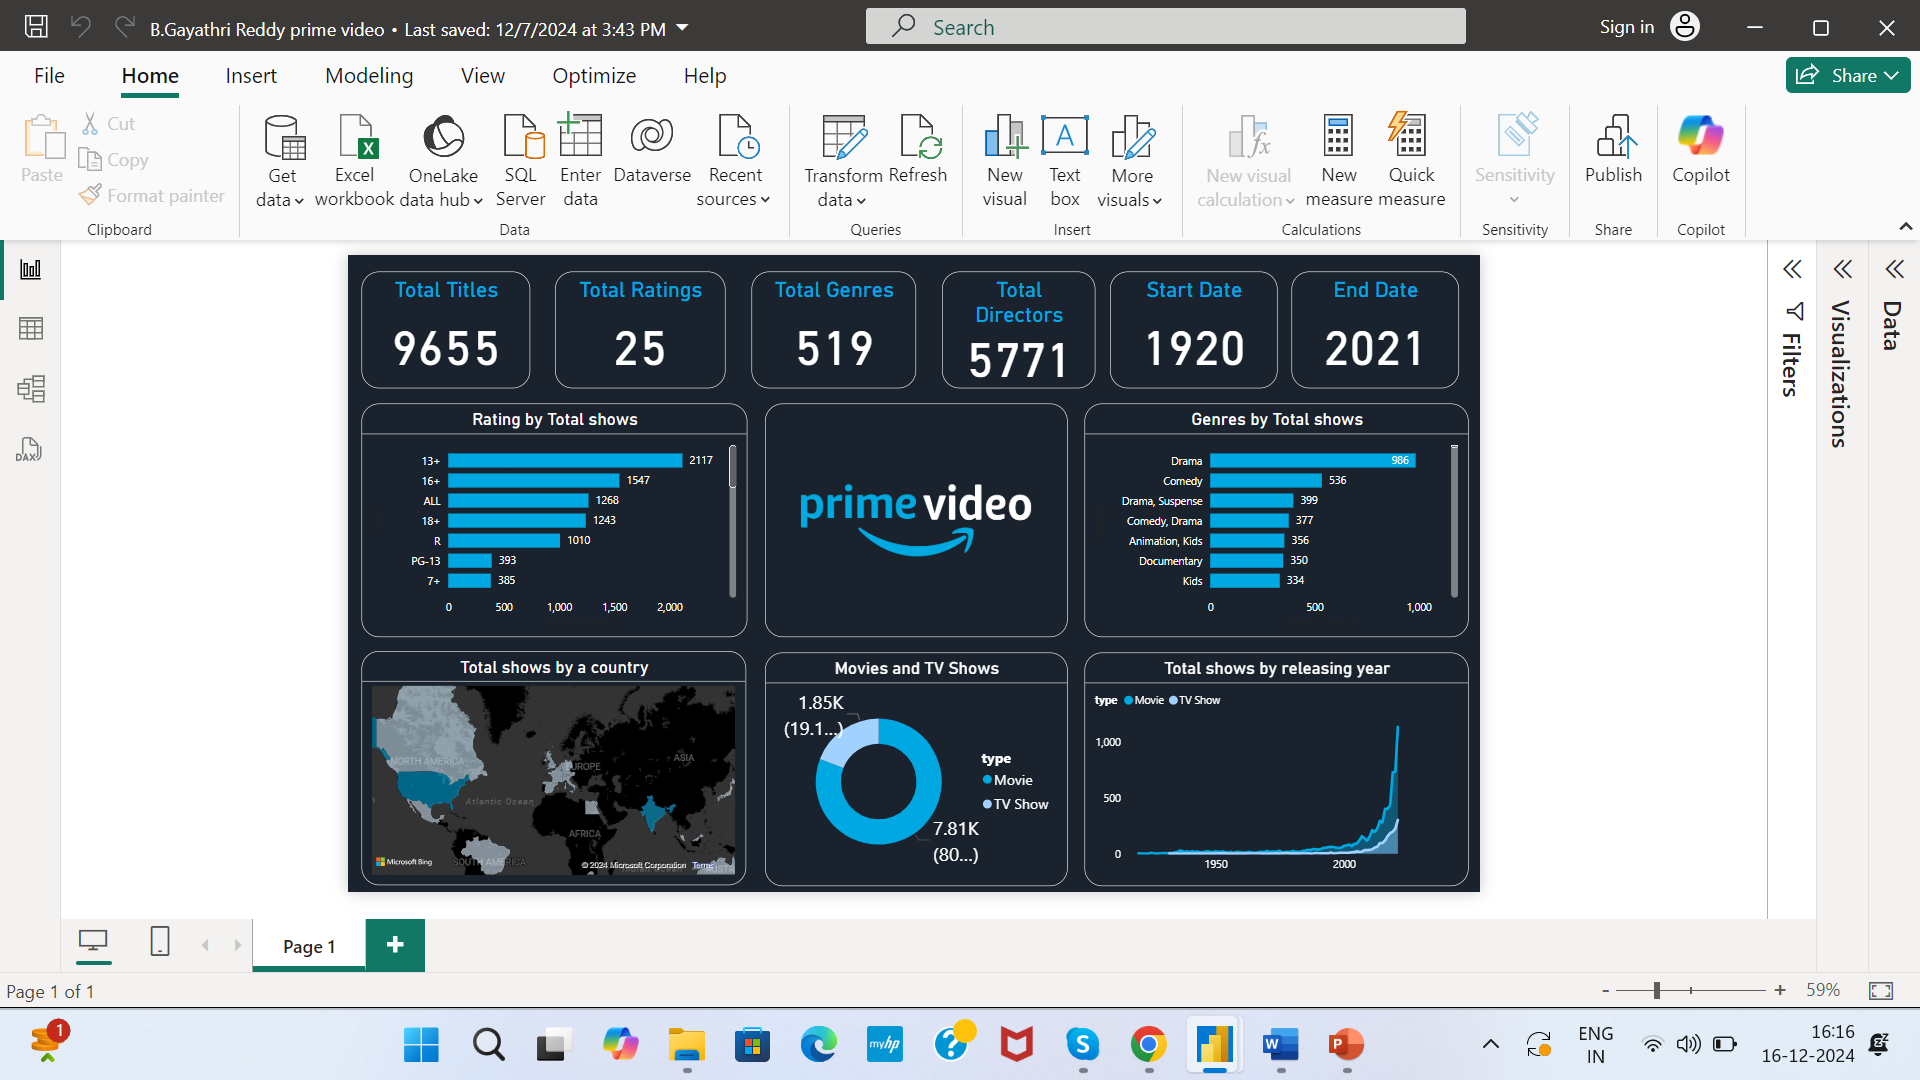 B.Gayathri Reddy prime video • Last saved: 12/7/2024 at 3:43 PM
Search
Sign in
File Home Insert Modeling View Optimize Help
Share
Paste
Cut
Copy
Format painter
Clipboard
Get data
Excel workbook
OneLake data hub
SQL Server
Enter data
Dataverse
Recent sources
Data
Transform data
Refresh
Queries
New visual
Text box
More visuals
Insert
New visual calculation
New measure
Quick measure
Calculations
Sensitivity
Sensitivity
Publish
Share
Copilot
Copilot
DAX
Total Titles
9655
Total Ratings
25
Total Genres
519
Total
Directors
5771
Start Date
1920
End Date
2021
Rating by Total shows
13+ 2117
16+ 1547
ALL 1268
18+ 1243
R 1010
PG-13 393
7+ 385
0 500 1,000 1,500 2,000
prime video
Genres by Total shows
Drama 986
Comedy 536
Drama, Suspense 399
Comedy, Drama 377
Animation, Kids 356
Documentary 350
Kids 334
0 500 1,000
Total shows by a country
NORTH AMERICA
EUROPE
ASIA
Atlantic Ocean
AFRICA
SOUTH AMERICA
Microsoft Bing
© 2024 Microsoft Corporation Terms
Indian Ocean
Movies and TV Shows
1.85K
(19.1...)
type
Movie
TV Show
7.81K
(80...)
Total shows by releasing year
type Movie TV Show
1,000
500
0
1950 2000
Filters
Visualizations
Data
Page 1
+
Page 1 of 1
- + 59%
1
myhp
ENG
IN
16:16
16-12-2024